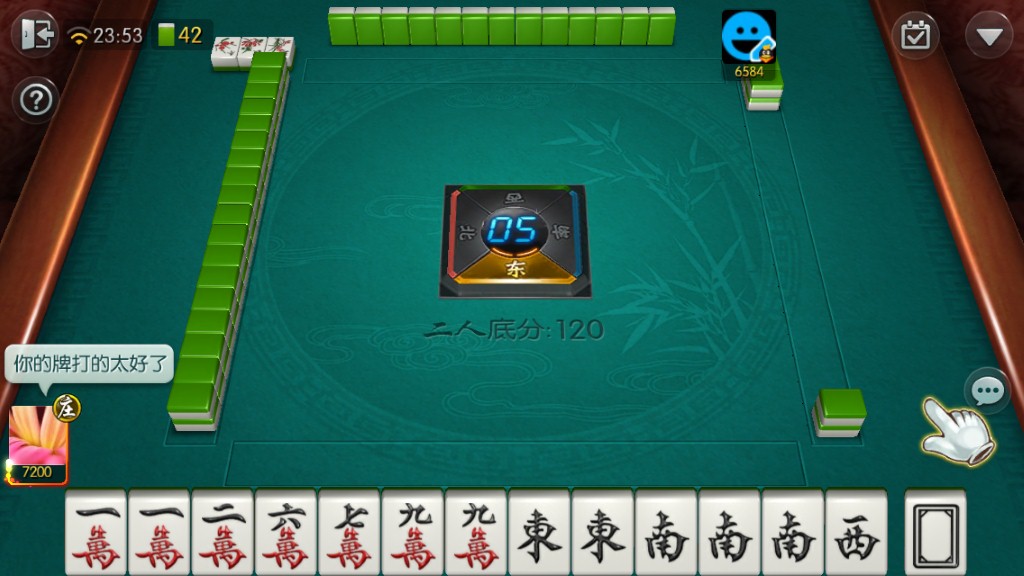 23:53
42
6584
05
东
北
二人底分:120
你的牌打的太好了
庄
7200
一萬 一萬 二萬 六萬 七萬 九萬 九萬 東 東 南 南 南 西